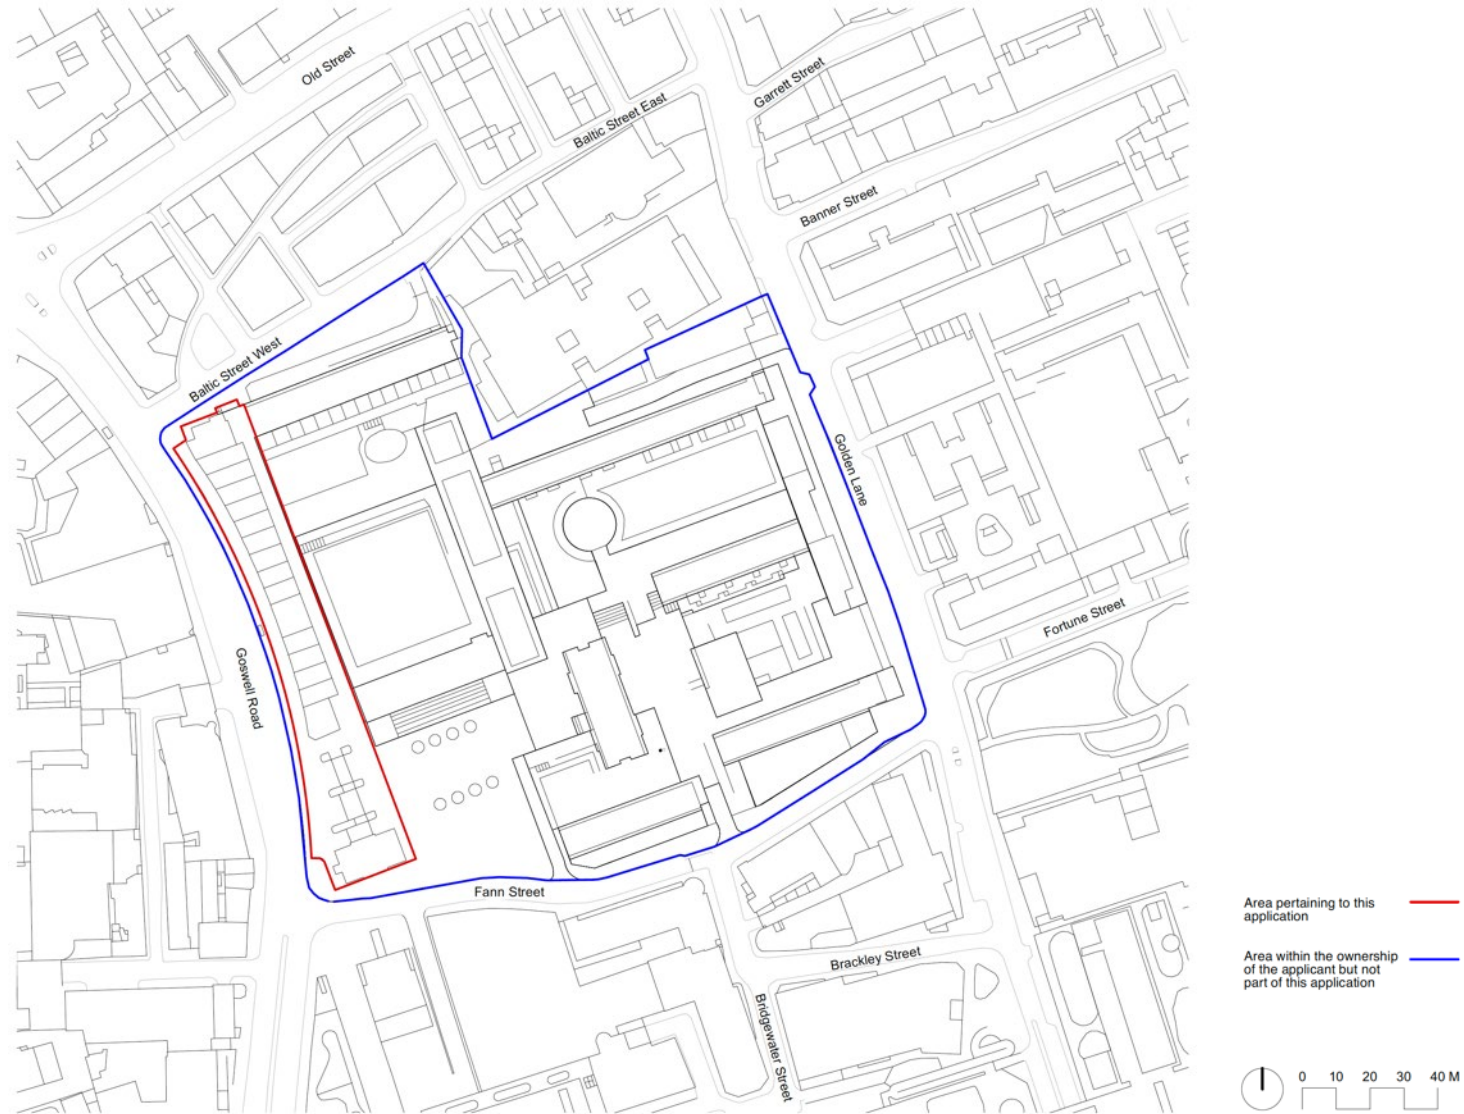 Old Street
Garrett Street
Baltic Street East
Banner Street
Baltic Street West
Golden Lane
Fortune Street
Goswell Road
Fann Street
Brackley Street
Bridgewater Street
Area pertaining to this
application
Area within the ownership
of the applicant but not
part of this application
0 10 20 30 40 M